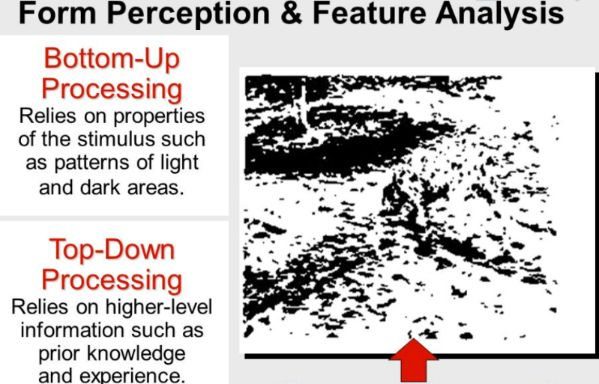 Form Perception & Feature Analysis
Bottom-Up
Processing
Relies on properties
of the stimulus such
as patterns of light
and dark areas.
Top-Down
Processing
Relies on higher-level
information such as
prior knowledge
and experience.